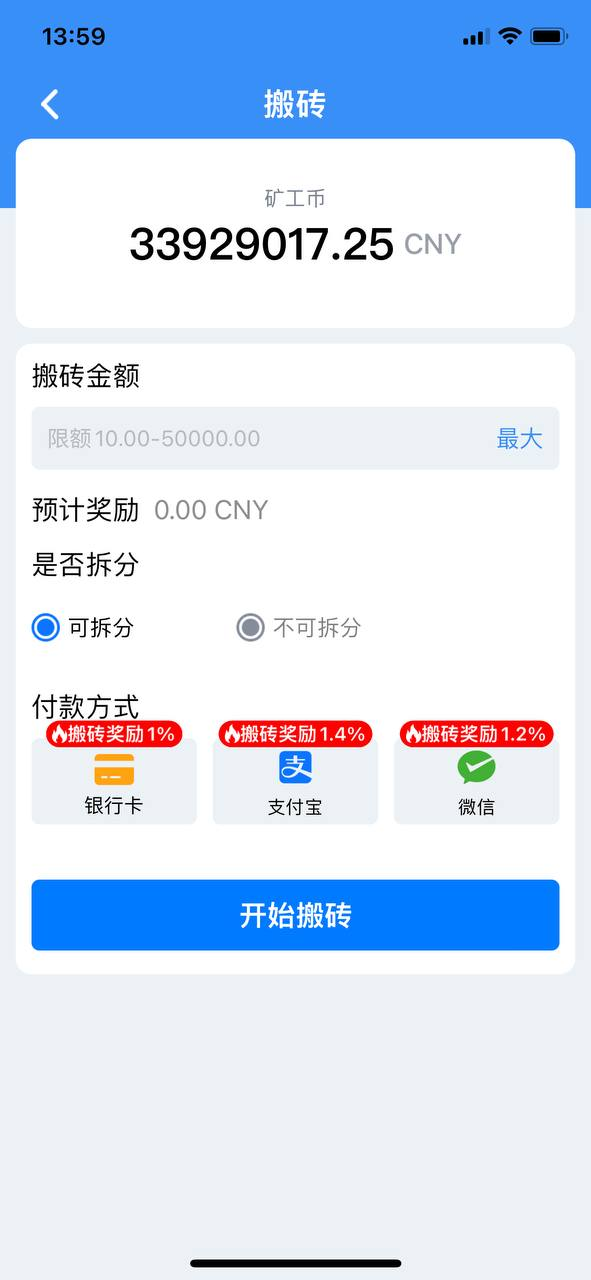 13:59
搬砖
矿工币
33929017.25 CNY
搬砖金额
限额10.00-50000.00 最大
预计奖励 0.00 CNY
是否拆分
可拆分 不可拆分
付款方式
搬砖奖励1% 搬砖奖励1.4% 搬砖奖励1.2%
支
银行卡 支付宝 微信
开始搬砖